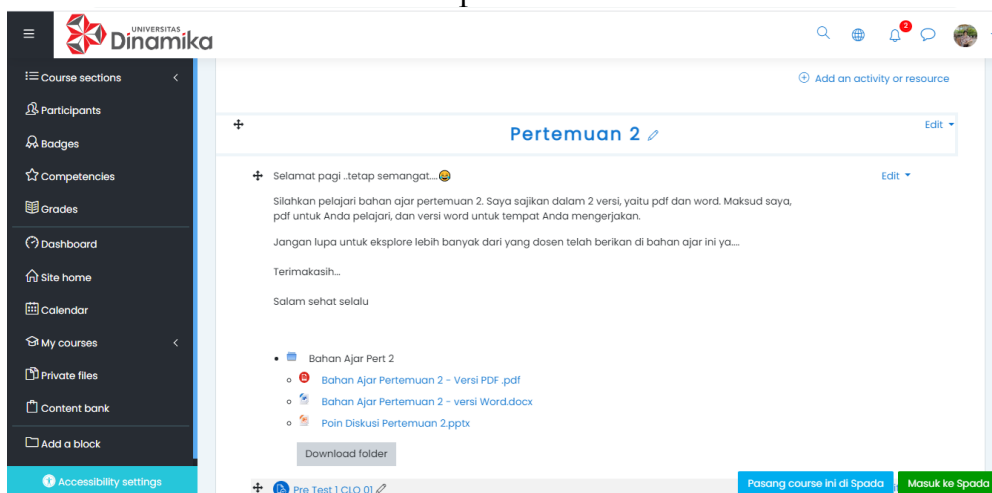 UNIVERSITAS
Dinamika
2
Course sections
Participants
Badges
Competencies
Grades
Dashboard
Site home
Calendar
My courses
Private files
Content bank
Add a block
Accessibility settings
Add an activity or resource
Pertemuan 2
Edit
Selamat pagi ..tetap semangat....😄
Edit
Silahkan pelajari bahan ajar pertemuan 2. Saya sajikan dalam 2 versi, yaitu pdf dan word. Maksud saya,
pdf untuk Anda pelajari, dan versi word untuk tempat Anda mengerjakan.
Jangan lupa untuk eksplore lebih banyak dari yang dosen telah berikan di bahan ajar ini ya....
Terimakasih...
Salam sehat selalu
Bahan Ajar Pert 2
Bahan Ajar Pertemuan 2 - Versi PDF .pdf
Bahan Ajar Pertemuan 2 - versi Word.docx
Poin Diskusi Pertemuan 2.pptx
Download folder
Pre Test 1 CLO 01
Pasang course ini di Spada
Masuk ke Spada